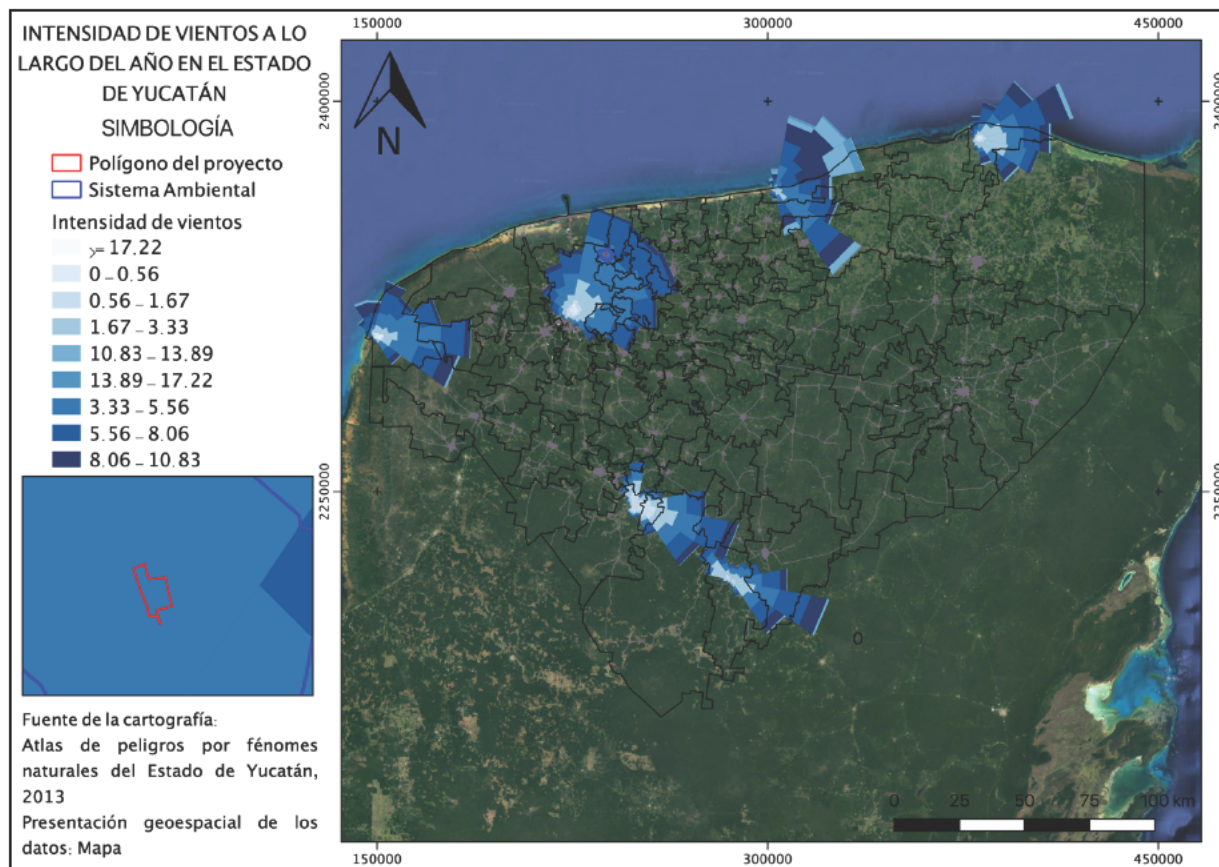 INTENSIDAD DE VIENTOS A LO
LARGO DEL AÑO EN EL ESTADO
DE YUCATÁN
SIMBOLOGÍA
Polígono del proyecto
Sistema Ambiental
Intensidad de vientos
>= 17.22
0 – 0.56
0.56 – 1.67
1.67 – 3.33
10.83 – 13.89
13.89 – 17.22
3.33 – 5.56
5.56 – 8.06
8.06 – 10.83
Fuente de la cartografía:
Atlas de peligros por fénomes
naturales del Estado de Yucatán,
2013
Presentación geoespacial de los
datos: Mapa
150000 300000 450000
2400000 2400000
N
2250000 2250000
0
0 25 50 75 100 km
150000 300000 450000